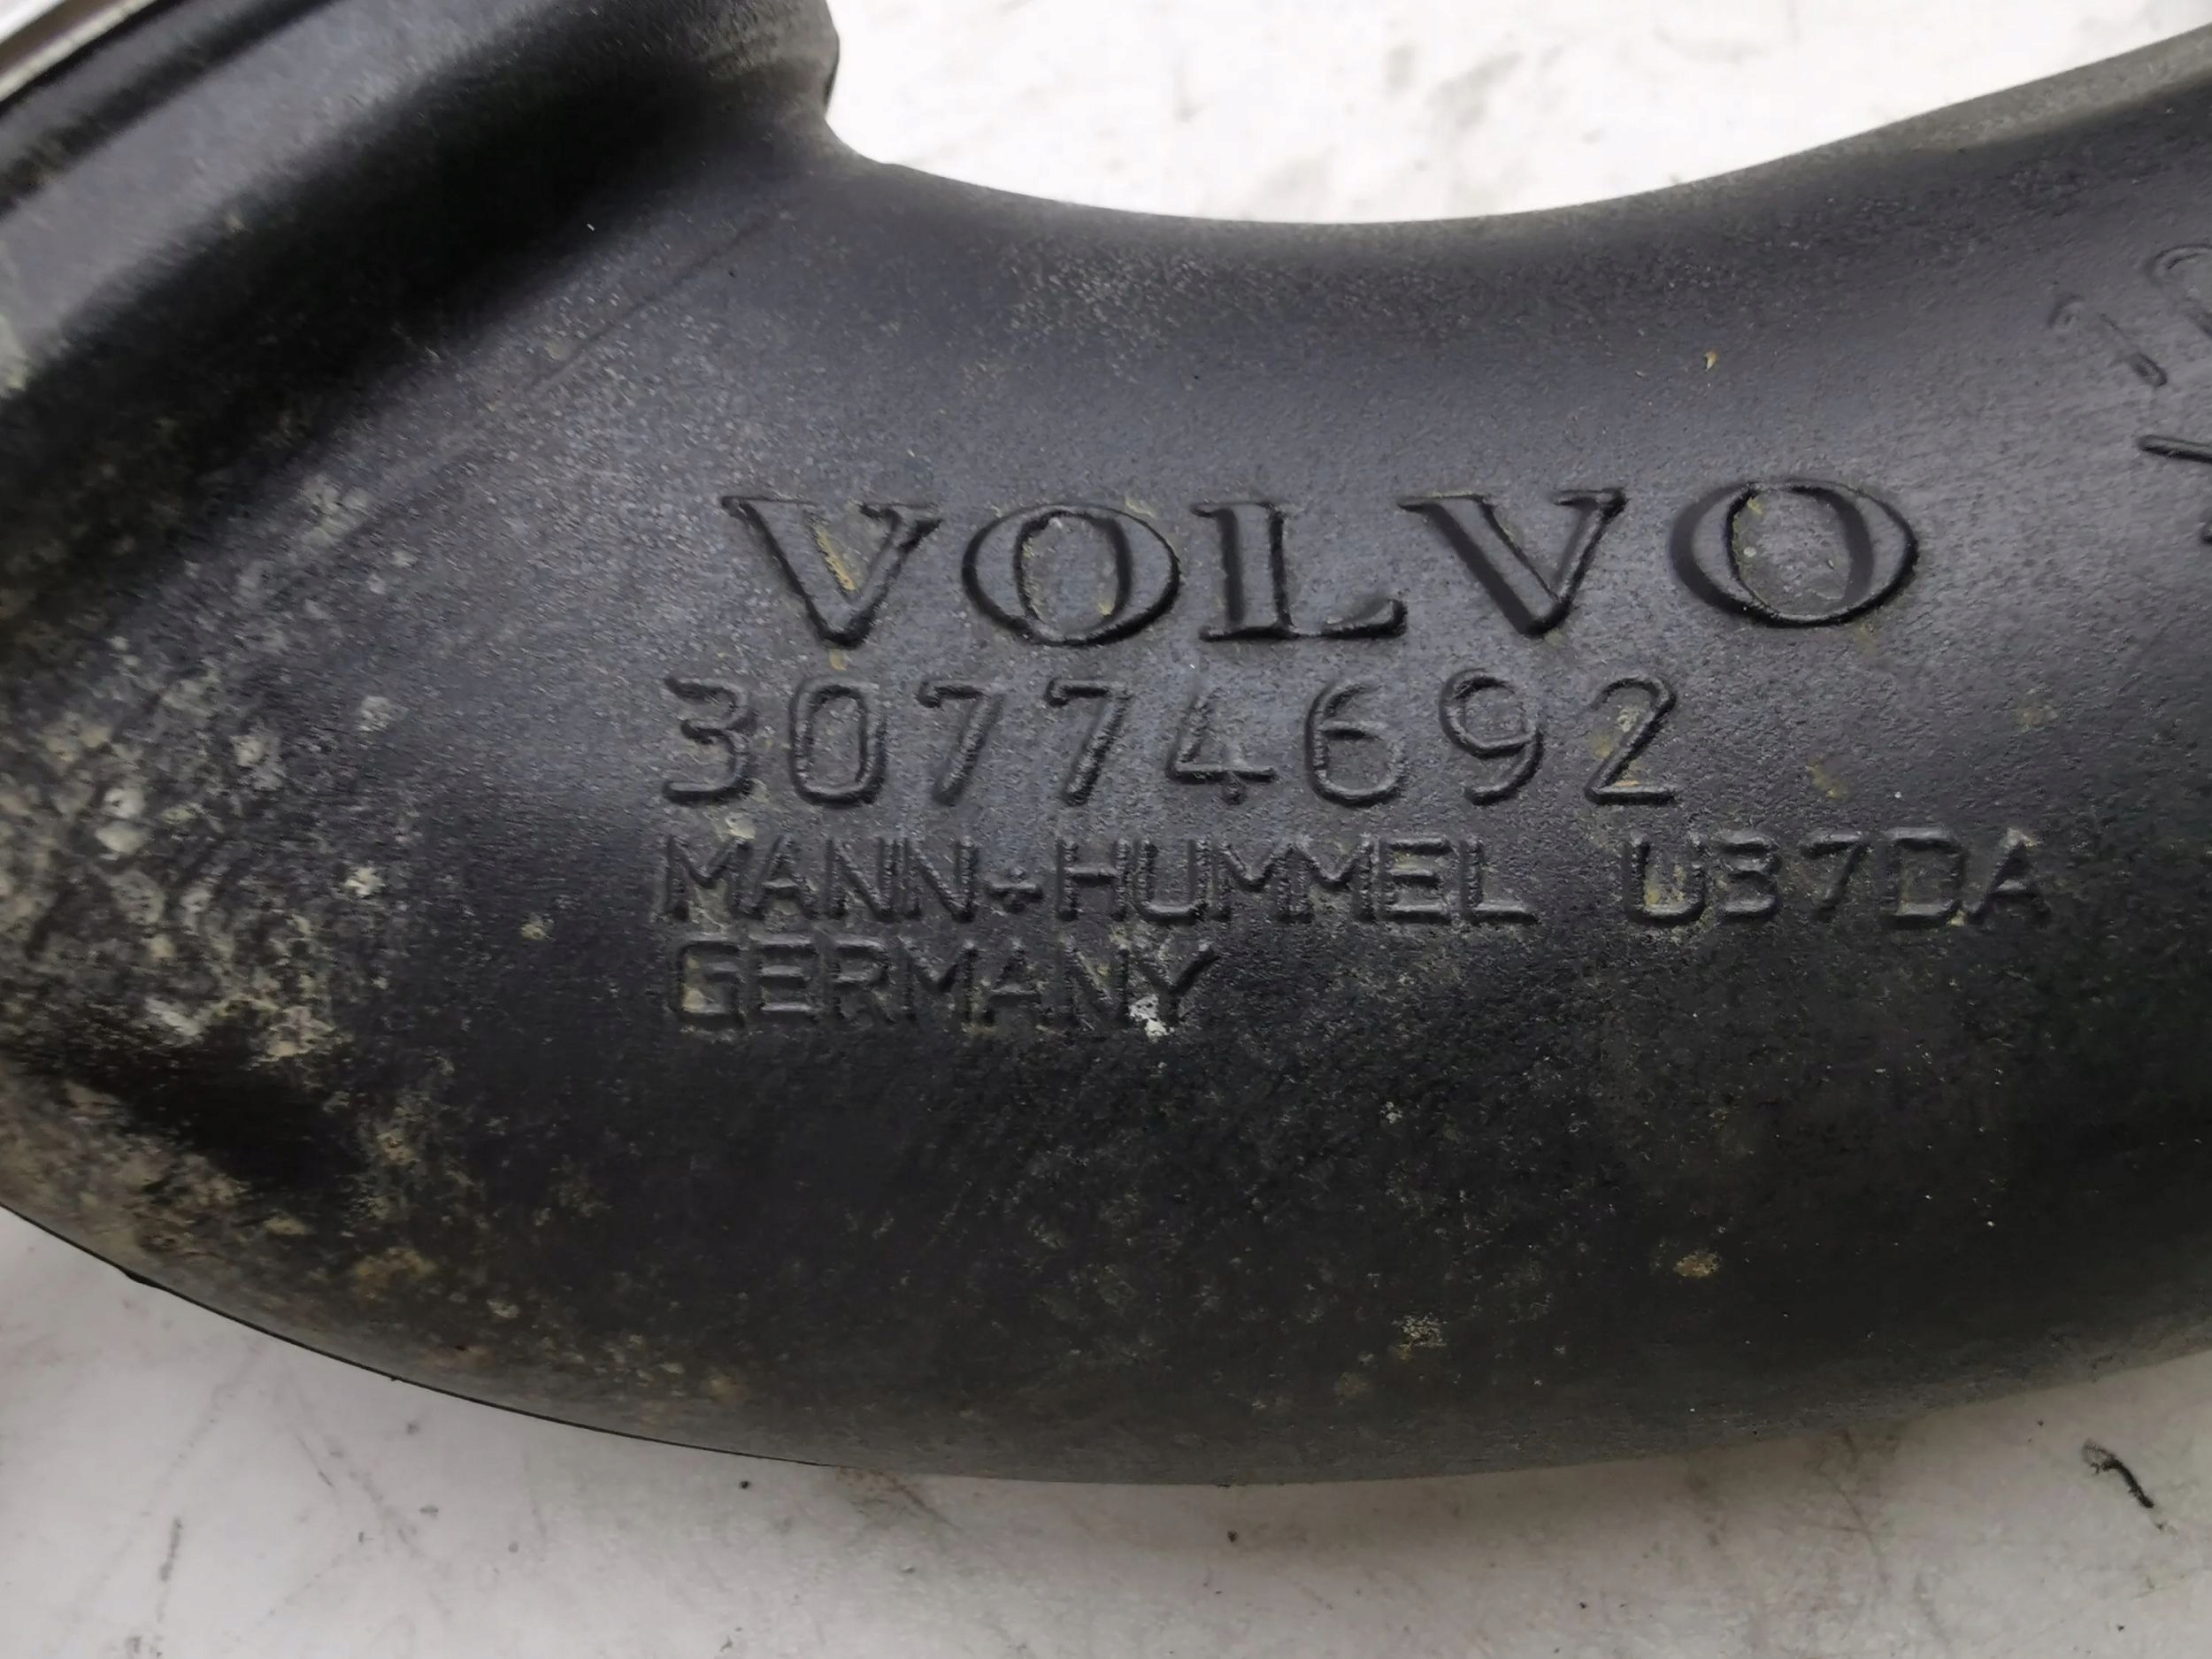 VOLVO
30774692
MANN+HUMMEL U37DA
GERMANY